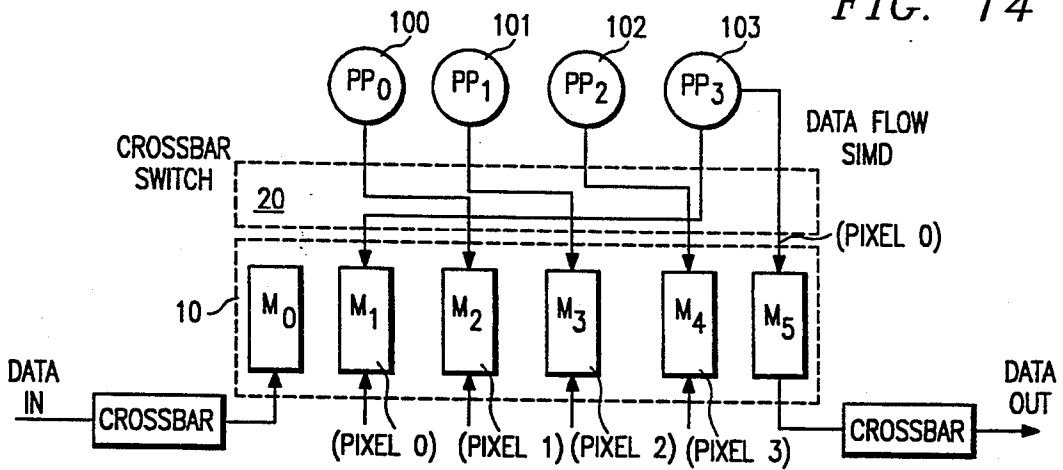 FIG. 14
100
101
102
103
PP0
PP1
PP2
PP3
CROSSBAR
SWITCH
DATA FLOW
SIMD
20
(PIXEL 0)
10
M0
M1
M2
M3
M4
M5
DATA
IN
CROSSBAR
(PIXEL 0)
(PIXEL 1)
(PIXEL 2)
(PIXEL 3)
CROSSBAR
DATA
OUT